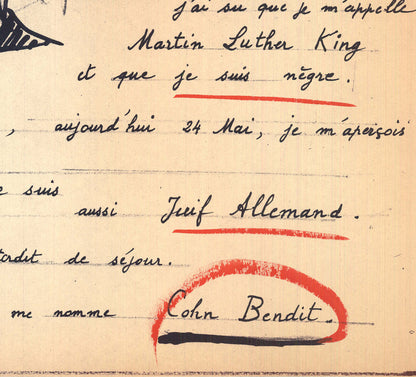 j'ai su que je m'appelle
Martin Luther King
et que je suis nègre.
, aujourd'hui 24 Mai, je m'aperçois
suis
aussi Juif Allemand.
de séjour.
me nomme Cohn Bendit.